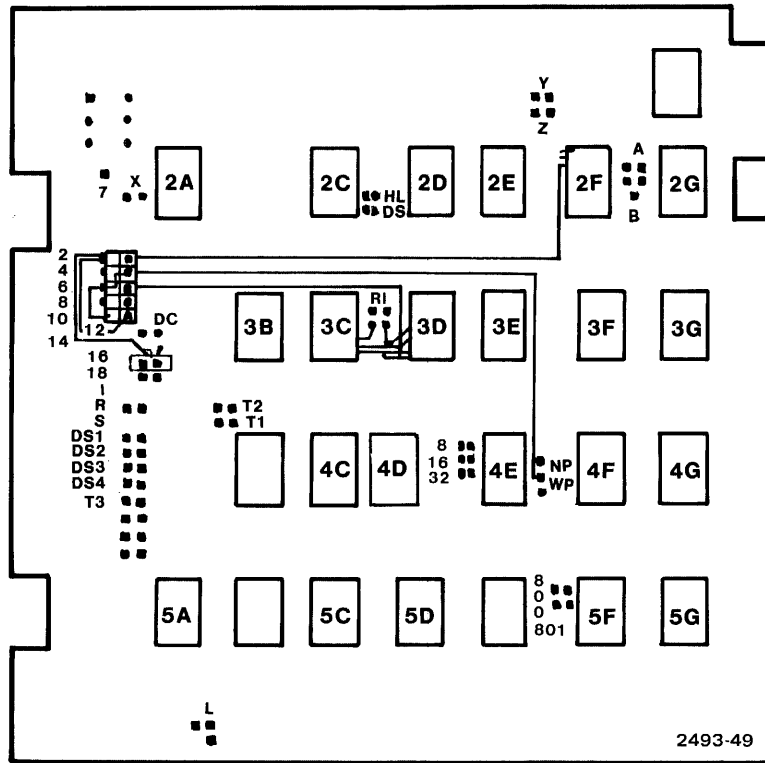 Y
Z
A
7
X
2A
2C
HL
DS
2D
2E
2F
2G
B
2
4
6
8
10
12
14
DC
3B
3C
RI
3D
3E
3F
3G
16
18
I
R
S
T2
T1
DS1
DS2
DS3
DS4
T3
4C
4D
8
16
32
4E
NP
WP
4F
4G
5A
5C
5D
8
0
0
801
5F
5G
L
2493-49